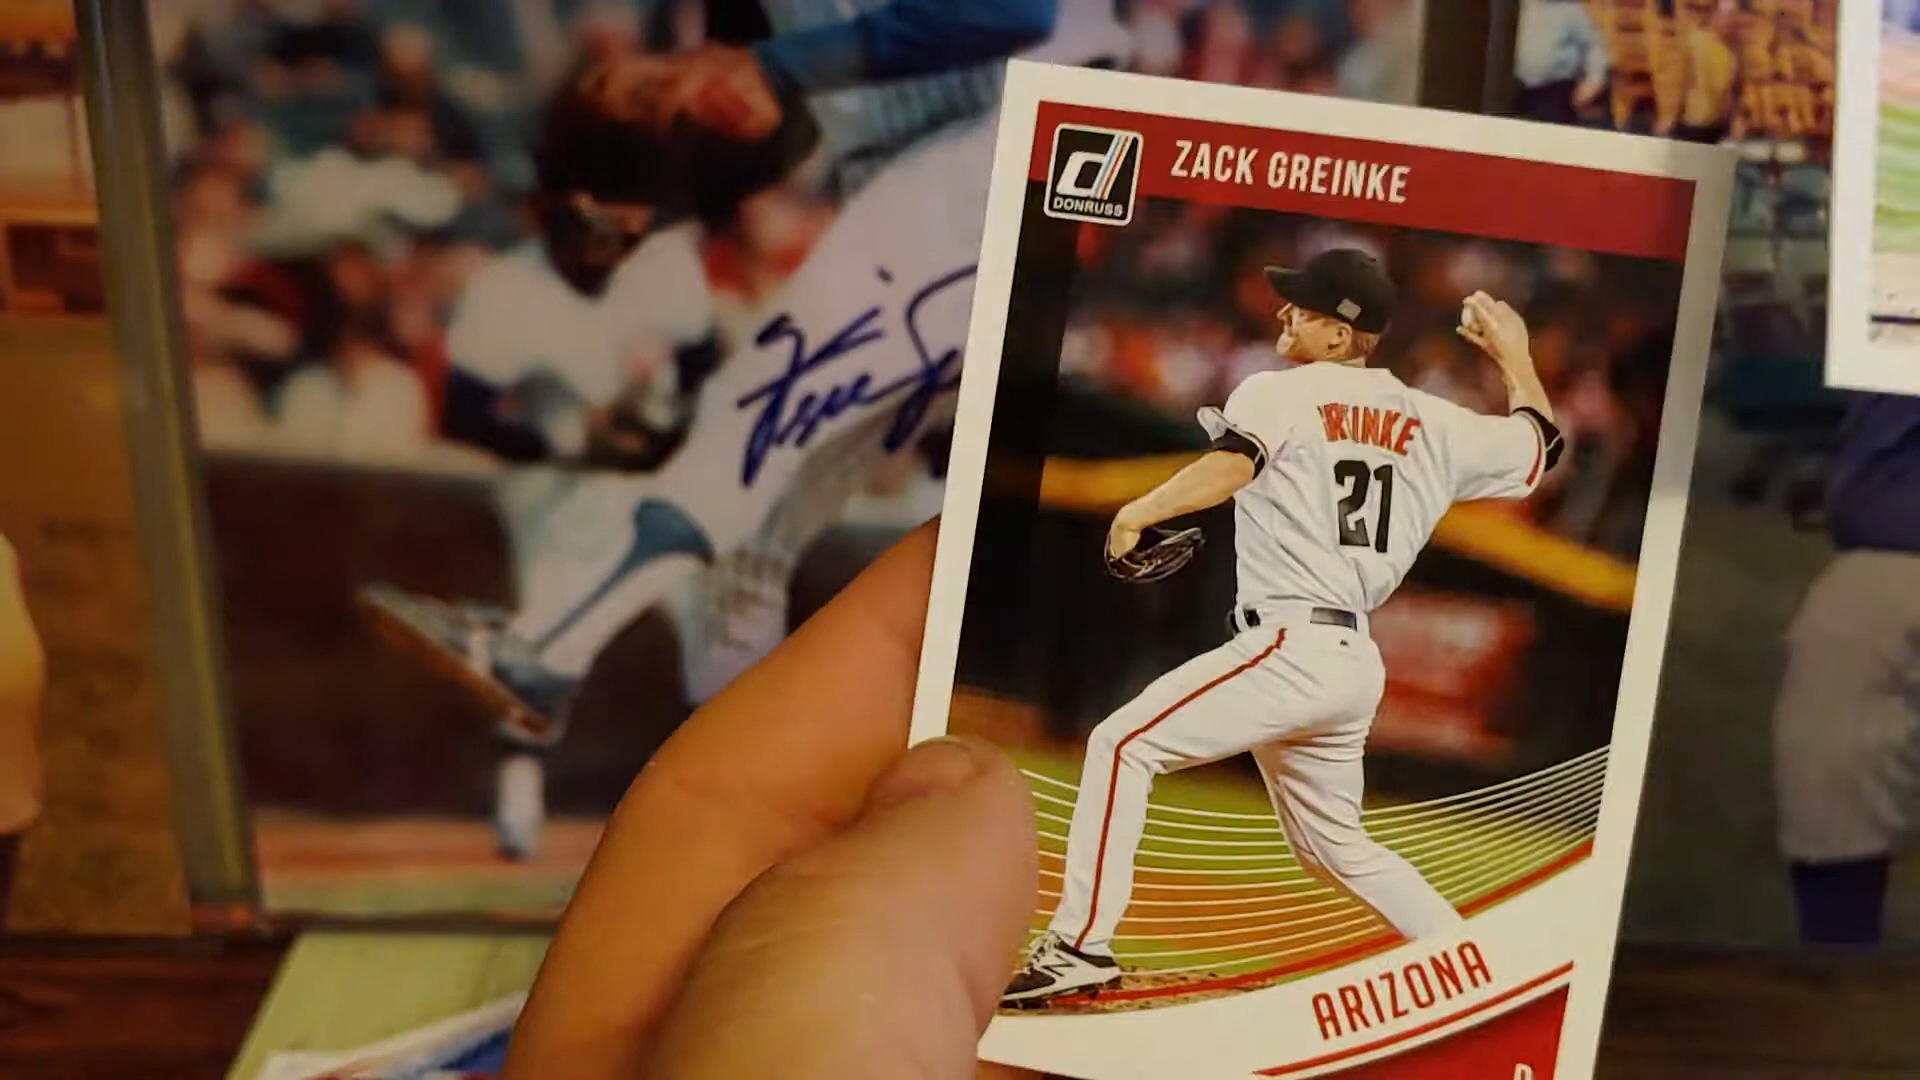 ZACK GREINKE
DONRUSS
REINKE
21
ARIZONA
P